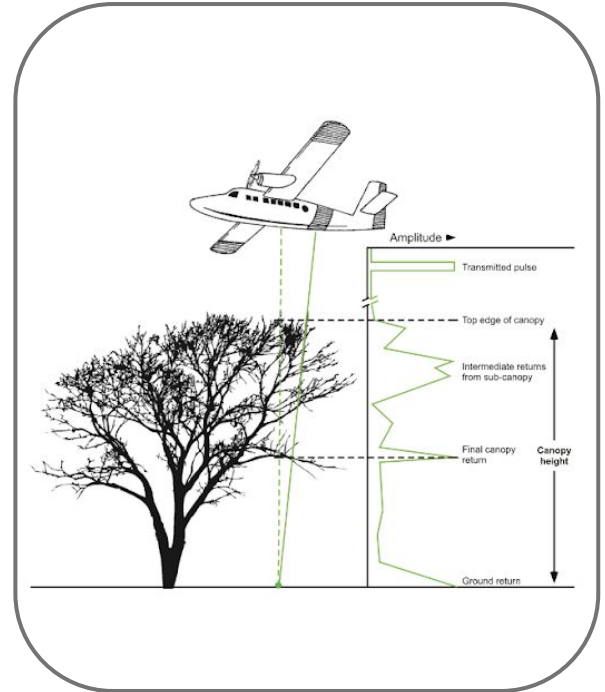 Amplitude ►
Transmitted pulse
Top edge of canopy
Intermediate returns
from sub-canopy
Final canopy
return
Canopy
height
Ground return